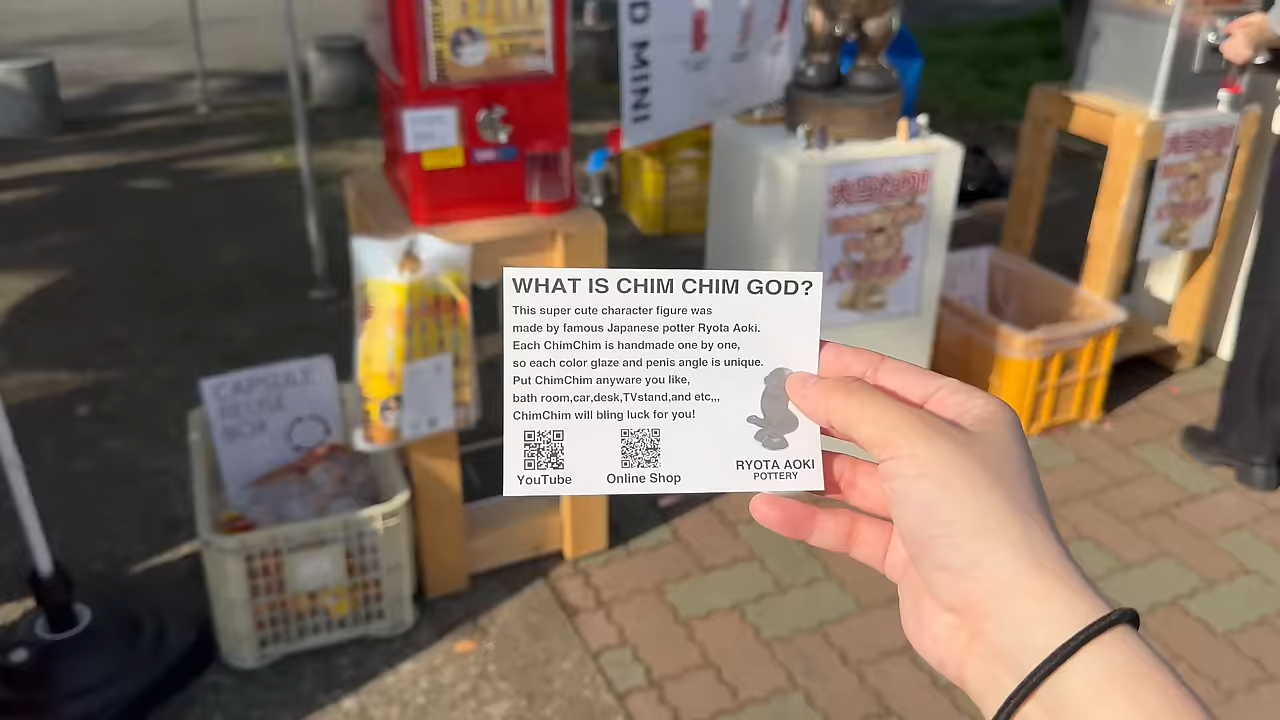 D MINI
WHAT IS CHIM CHIM GOD?
This super cute character figure was
made by famous Japanese potter Ryota Aoki.
Each ChimChim is handmade one by one,
so each color glaze and penis angle is unique.
Put ChimChim anyware you like,
bath room,car,desk,TVstand,and etc,,,
ChimChim will bling luck for you!
YouTube
Online Shop
RYOTA AOKI
POTTERY
CAPSULE
REUSE
BOX